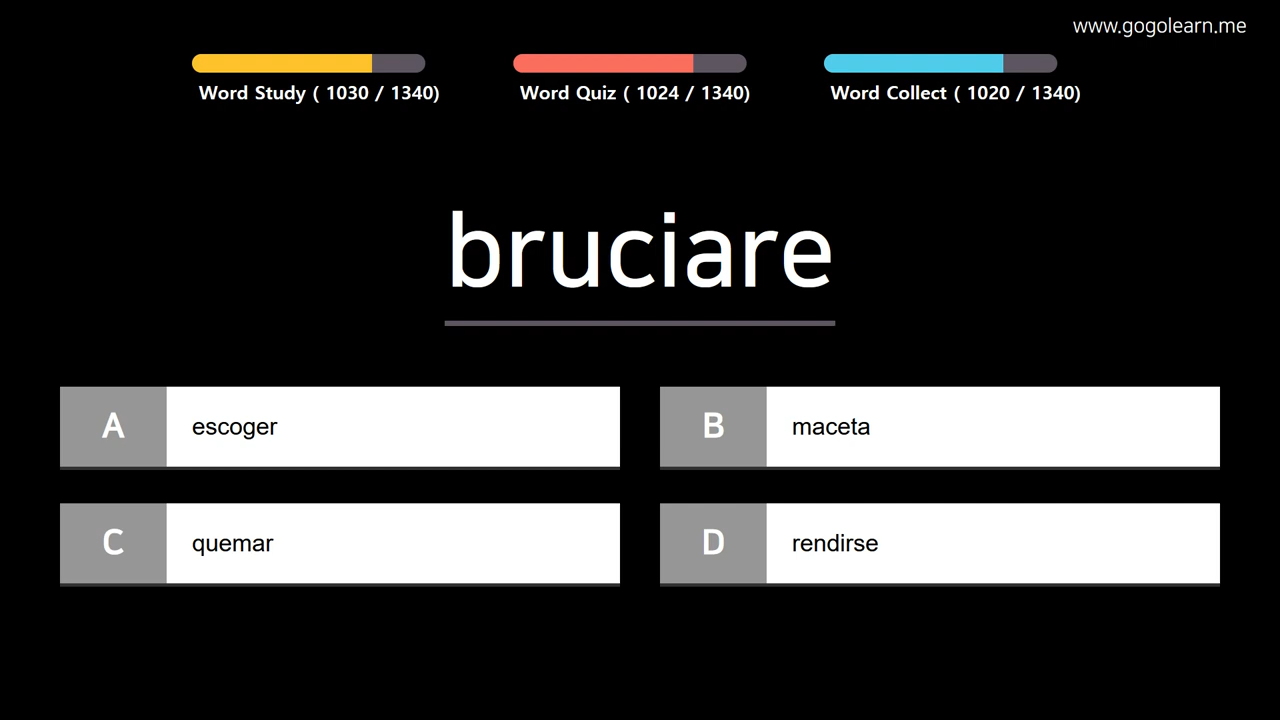 www.gogolearn.me
Word Study ( 1030 / 1340)
Word Quiz ( 1024 / 1340)
Word Collect ( 1020 / 1340)
bruciare
A escoger
B maceta
C quemar
D rendirse